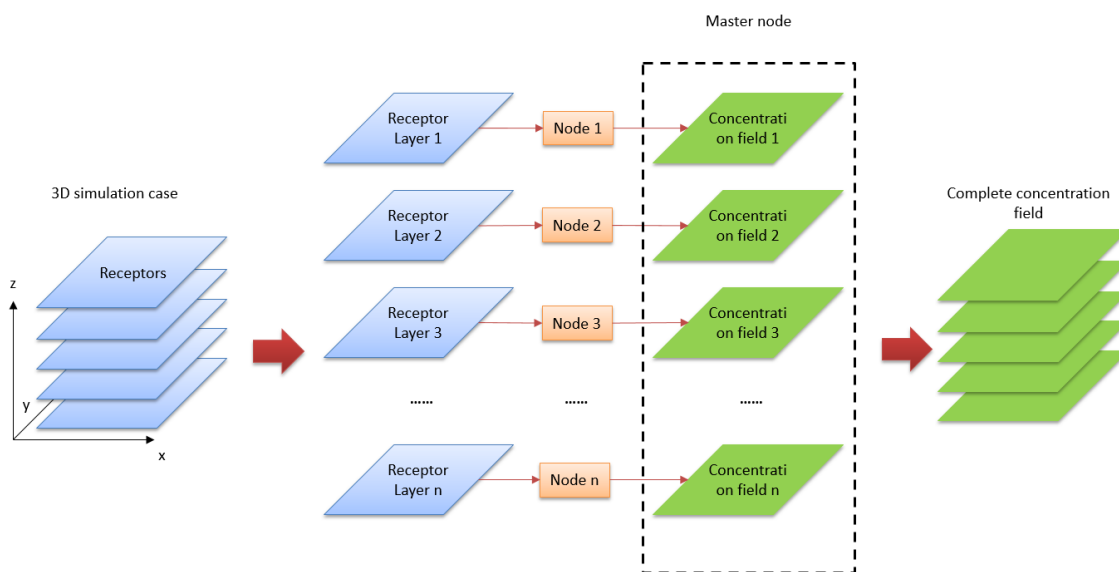 Master node
3D simulation case
Receptors
z
y
x
Receptor
Layer 1
Node 1
Concentrati
on field 1
Receptor
Layer 2
Node 2
Concentrati
on field 2
Receptor
Layer 3
Node 3
Concentrati
on field 3
......
......
......
Receptor
Layer n
Node n
Concentrati
on field n
Complete concentration
field